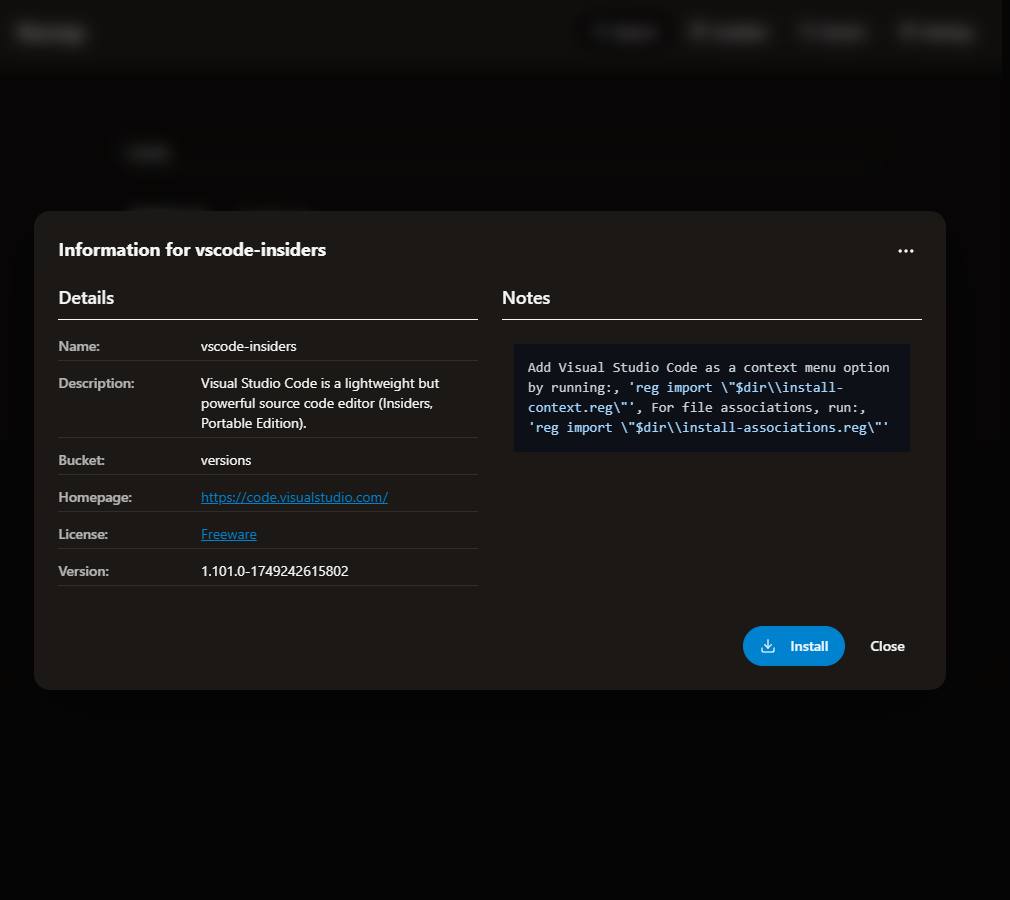 Information for vscode-insiders
Details
Name: vscode-insiders
Description: Visual Studio Code is a lightweight but
powerful source code editor (Insiders,
Portable Edition).
Bucket: versions
Homepage: https://code.visualstudio.com/
License: Freeware
Version: 1.101.0-1749242615802
Notes
Add Visual Studio Code as a context menu option
by running:, 'reg import \"$dir\\install-
context.reg\"', For file associations, run:,
'reg import \"$dir\\install-associations.reg\"'
Install Close